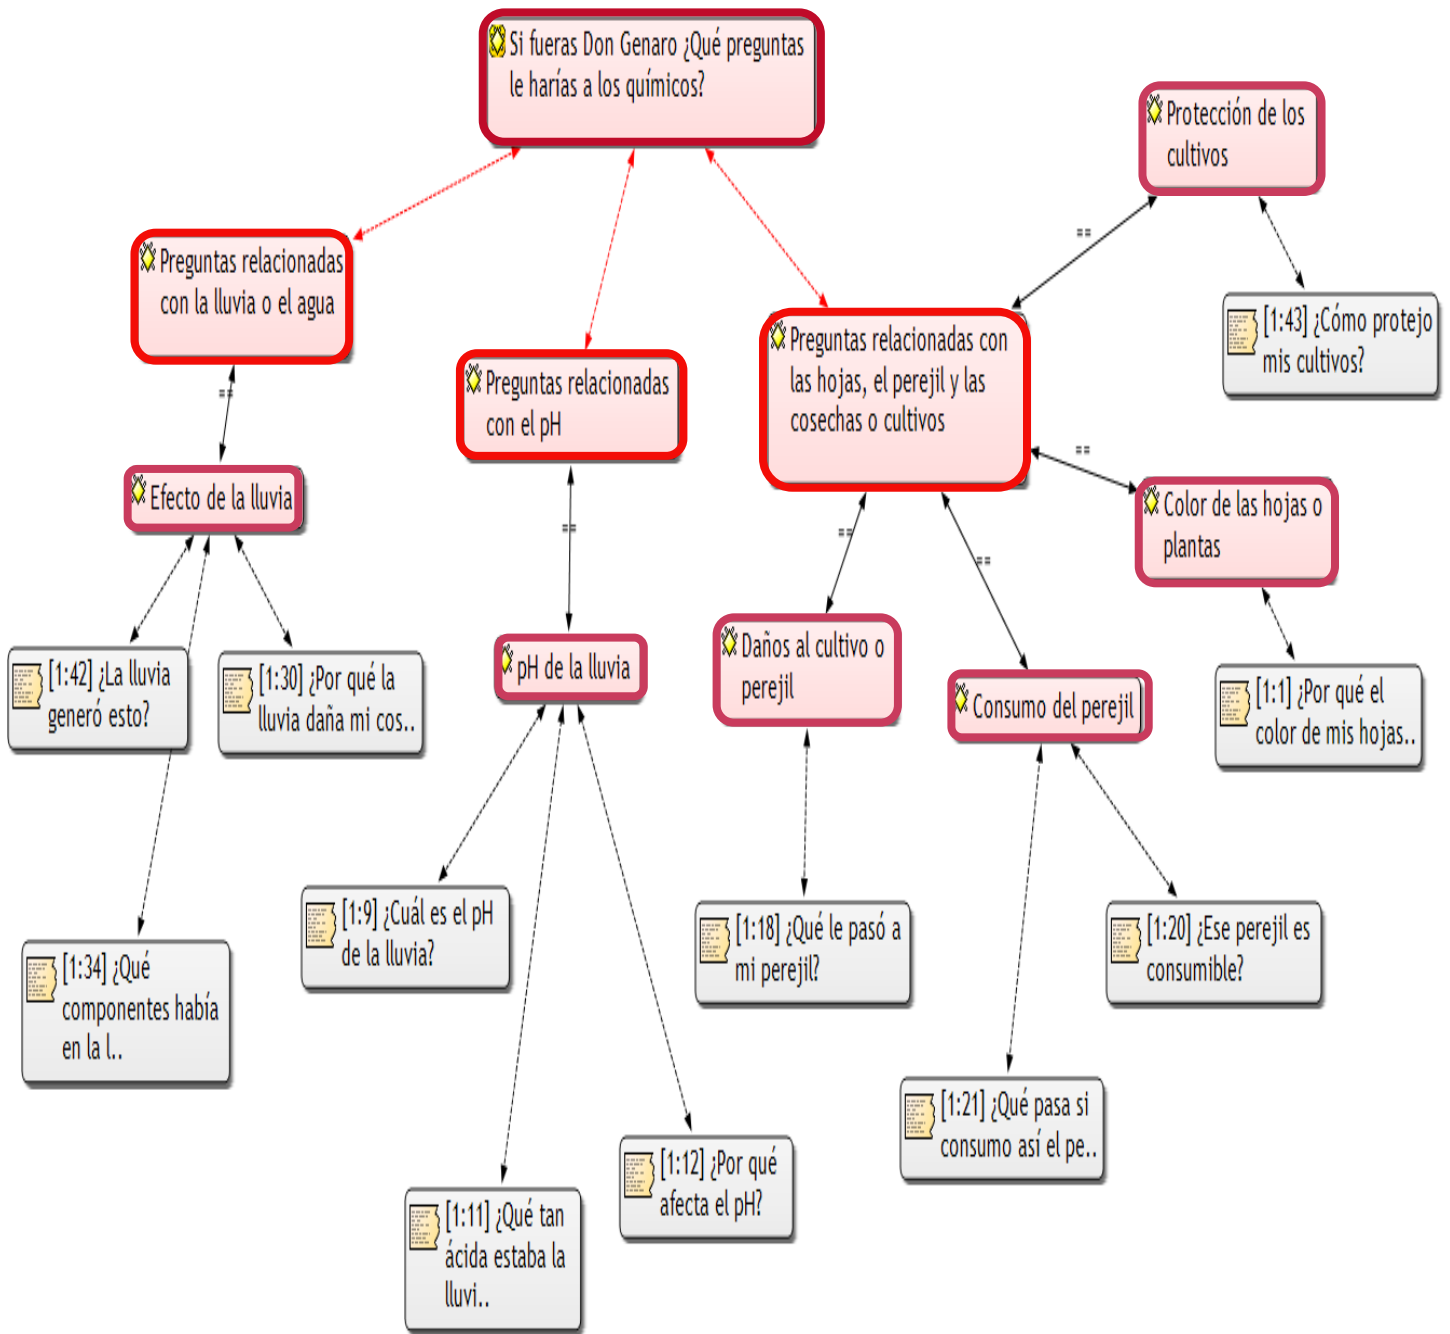 Si fueras Don Genaro ¿Qué preguntas
le harías a los químicos?
Protección de los
cultivos
==
Preguntas relacionadas
con la lluvia o el agua
[1:43] ¿Cómo protejo
mis cultivos?
Preguntas relacionadas
con el pH
Preguntas relacionadas con
las hojas, el perejil y las
cosechas o cultivos
==
==
Efecto de la lluvia
Color de las hojas o
plantas
==
==
==
[1:42] ¿La lluvia
generó esto?
[1:30] ¿Por qué la
lluvia daña mi cos..
pH de la lluvia
Daños al cultivo o
perejil
Consumo del perejil
[1:1] ¿Por qué el
color de mis hojas..
[1:9] ¿Cuál es el pH
de la lluvia?
[1:18] ¿Qué le pasó a
mi perejil?
[1:20] ¿Ese perejil es
consumible?
[1:34] ¿Qué
componentes había
en la l..
[1:21] ¿Qué pasa si
consumo así el pe..
[1:12] ¿Por qué
afecta el pH?
[1:11] ¿Qué tan
ácida estaba la
lluvi..